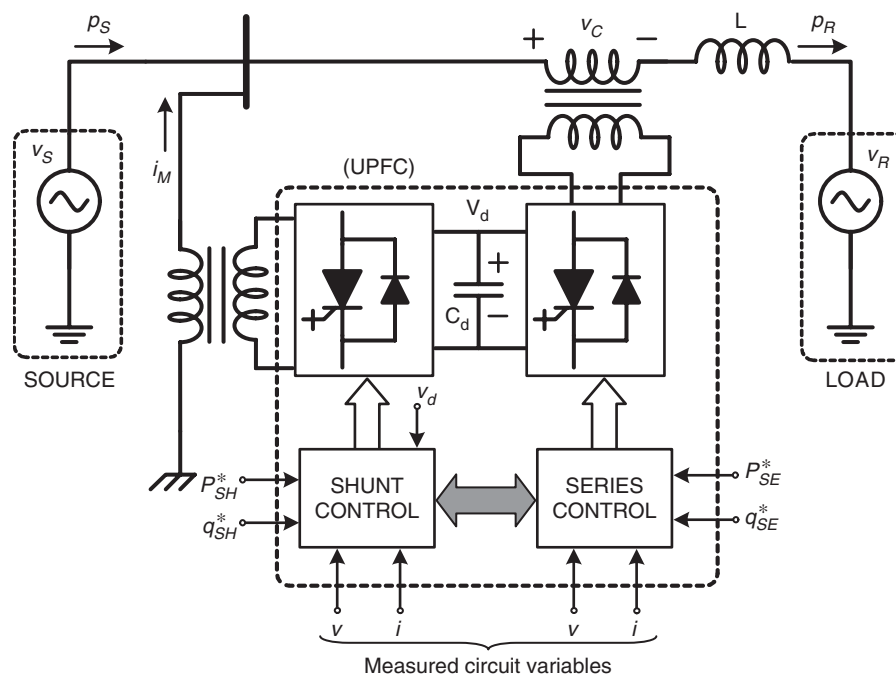 p_S
v_C
L
p_R
+
−
SOURCE
v_S
i_M
(UPFC)
V_d
+
C_d
−
v_R
LOAD
v_d
P*_SH
q*_SH
SHUNT
CONTROL
SERIES
CONTROL
P*_SE
q*_SE
v
i
v
i
Measured circuit variables